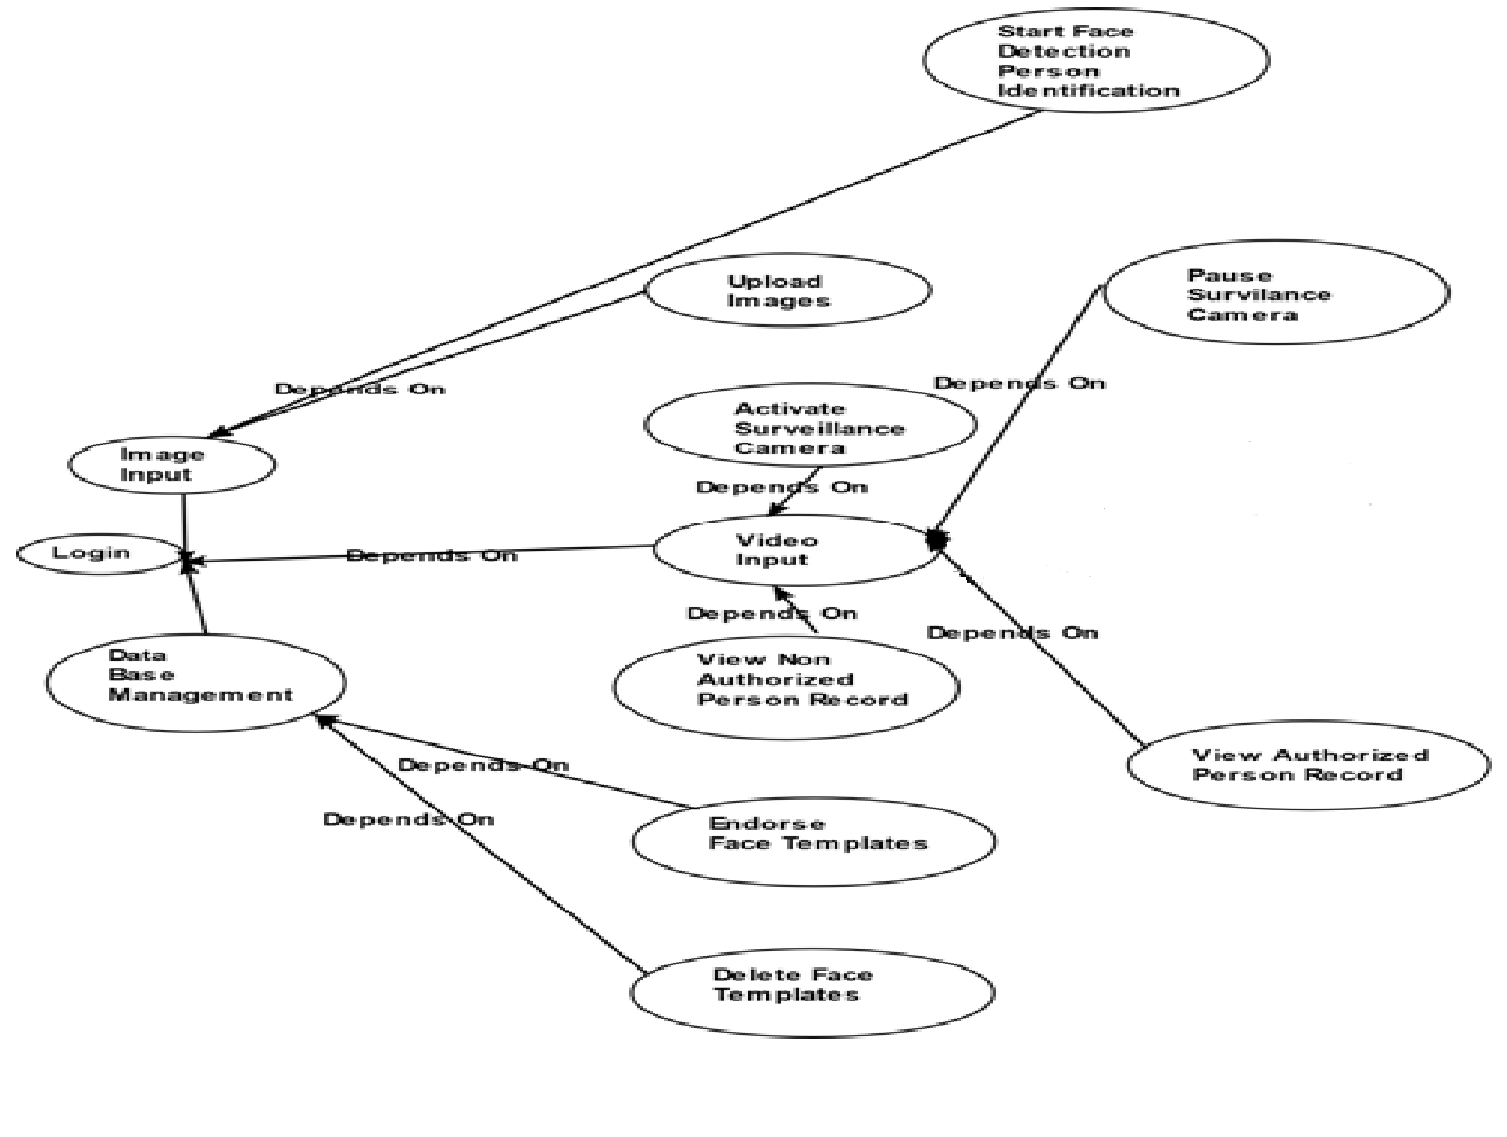 Start Face
Detection
Person
Identification
Upload
Images
Pause
Survilance
Camera
Depends On
Depends On
Activate
Surveillance
Camera
Image
Input
Depends On
Video
Input
Login
Depends On
Depends On
Depends On
Data
Base
Management
View Non
Authorized
Person Record
Depends On
View Authorized
Person Record
Depends On
Endorse
Face Templates
Delete Face
Templates